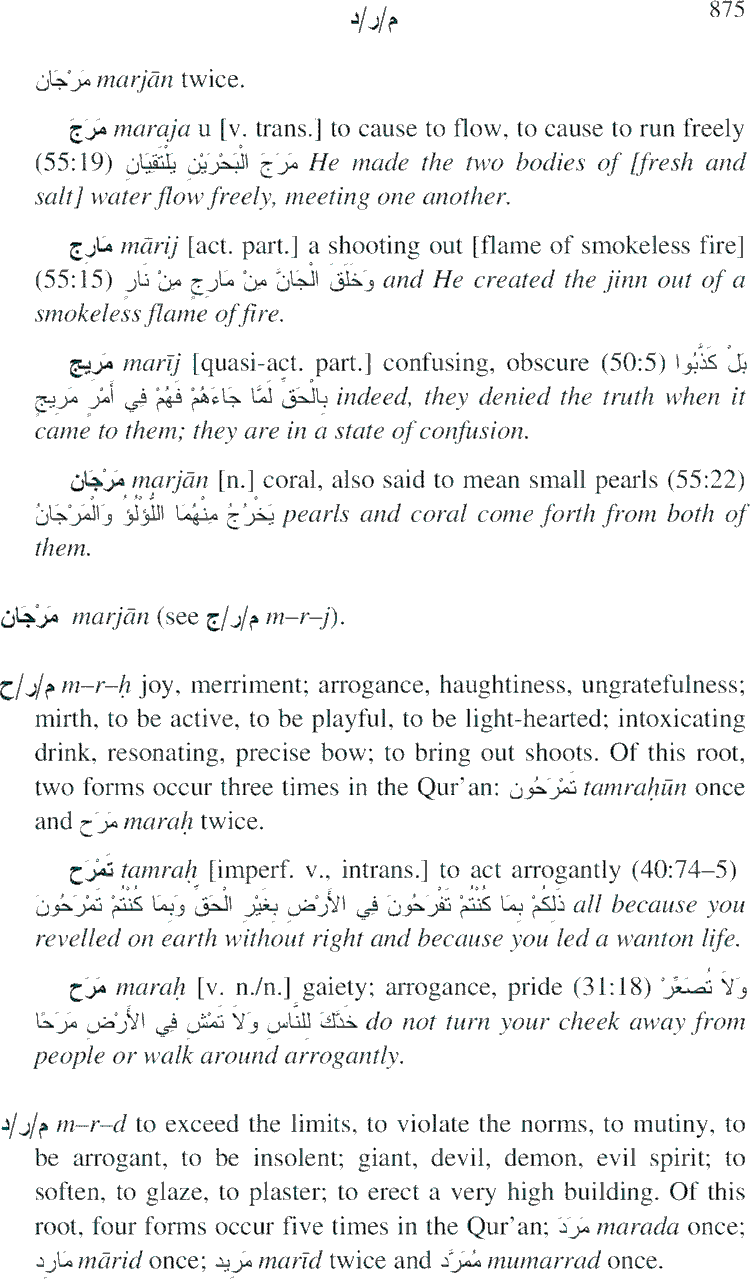 م/ر/د 875
مَرْجَان marjān twice.
مَرَجَ maraja u [v. trans.] to cause to flow, to cause to run freely
(55:19) مَرَجَ الْبَحْرَيْنِ يَلْتَقِيَانِ He made the two bodies of [fresh and
salt] water flow freely, meeting one another.
مَارِج mārij [act. part.] a shooting out [flame of smokeless fire]
(55:15) وَخَلَقَ الْجَانَّ مِنْ مَارِجٍ مِنْ نَارٍ and He created the jinn out of a
smokeless flame of fire.
مَرِيج marīj [quasi-act. part.] confusing, obscure (50:5) بَلْ كَذَّبُوا
بِالْحَقِّ لَمَّا جَاءَهُمْ فَهُمْ فِي أَمْرٍ مَرِيجٍ indeed, they denied the truth when it
came to them; they are in a state of confusion.
مَرْجَان marjān [n.] coral, also said to mean small pearls (55:22)
يَخْرُجُ مِنْهُمَا اللُّؤْلُؤُ وَالْمَرْجَانُ pearls and coral come forth from both of
them.
مَرْجَان marjān (see م/ر/ج m–r–j).
م/ر/ح m–r–ḥ joy, merriment; arrogance, haughtiness, ungratefulness;
mirth, to be active, to be playful, to be light-hearted; intoxicating
drink, resonating, precise bow; to bring out shoots. Of this root,
two forms occur three times in the Qur'an: تَمْرَحُون tamraḥūn once
and مَرَح maraḥ twice.
تَمْرَح tamraḥ [imperf. v., intrans.] to act arrogantly (40:74–5)
ذَلِكُمْ بِمَا كُنْتُمْ تَفْرَحُونَ فِي الأَرْضِ بِغَيْرِ الْحَقِّ وَبِمَا كُنْتُمْ تَمْرَحُونَ all because you
revelled on earth without right and because you led a wanton life.
مَرَح maraḥ [v. n./n.] gaiety; arrogance, pride (31:18) وَلاَ تُصَعِّرْ
خَدَّكَ لِلنَّاسِ وَلاَ تَمْشِ فِي الأَرْضِ مَرَحًا do not turn your cheek away from
people or walk around arrogantly.
م/ر/د m–r–d to exceed the limits, to violate the norms, to mutiny, to
be arrogant, to be insolent; giant, devil, demon, evil spirit; to
soften, to glaze, to plaster; to erect a very high building. Of this
root, four forms occur five times in the Qur'an; مَرَدَ marada once;
مَارِد mārid once; مَرِيد marīd twice and مُمَرَّد mumarrad once.